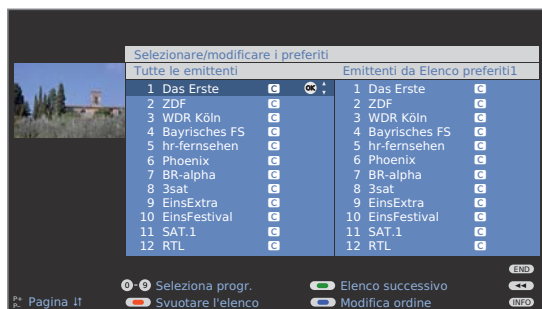 Selezionare/modificare i preferiti
Tutte le emittenti Emittenti da Elenco preferiti1
1 Das Erste C OK 1 Das Erste C
2 ZDF C 2 ZDF C
3 WDR Köln C 3 WDR Köln C
4 Bayrisches FS C 4 Bayrisches FS C
5 hr-fernsehen C 5 hr-fernsehen C
6 Phoenix C 6 Phoenix C
7 BR-alpha C 7 BR-alpha C
8 3sat C 8 3sat C
9 EinsExtra C 9 EinsExtra C
10 EinsFestival C 10 EinsFestival C
11 SAT.1 C 11 SAT.1 C
12 RTL C 12 RTL C
END
0-9 Seleziona progr. Elenco successivo
P+ P- Pagina Svuotare l'elenco Modifica ordine INFO